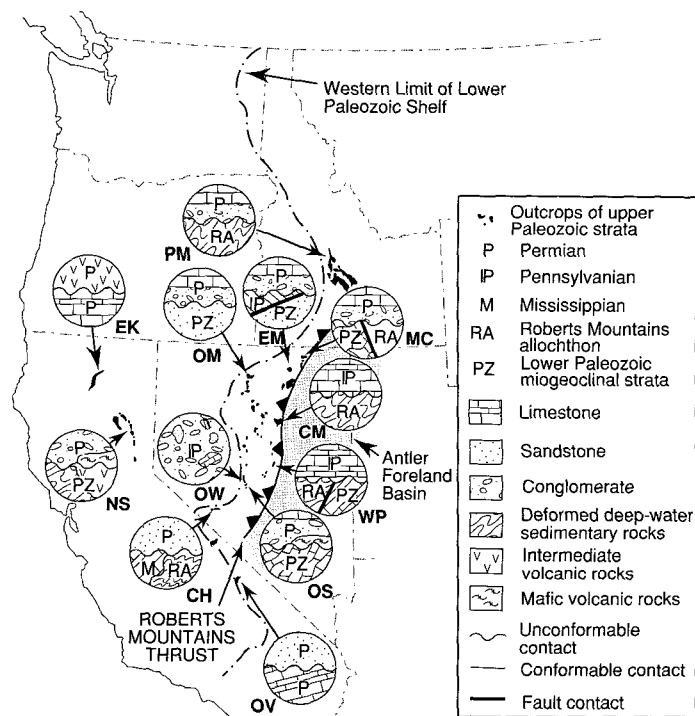 Western Limit of Lower
Paleozoic Shelf
P
RA
PM
P
P
EK
P
PZ
OM
P
IP
PZ
EM
P
PZ
RA
MC
IP
RA
CM
Antler
Foreland
Basin
P
PZ
NS
IP
OW
IP
RA
PZ
WP
P
M
RA
CH
P
PZ
OS
ROBERTS
MOUNTAINS
THRUST
P
P
OV
Outcrops of upper
Paleozoic strata
P Permian
IP Pennsylvanian
M Mississippian
RA Roberts Mountains
allochthon
PZ Lower Paleozoic
miogeoclinal strata
Limestone
Sandstone
Conglomerate
Deformed deep-water
sedimentary rocks
Intermediate
volcanic rocks
Mafic volcanic rocks
Unconformable
contact
Conformable contact
Fault contact